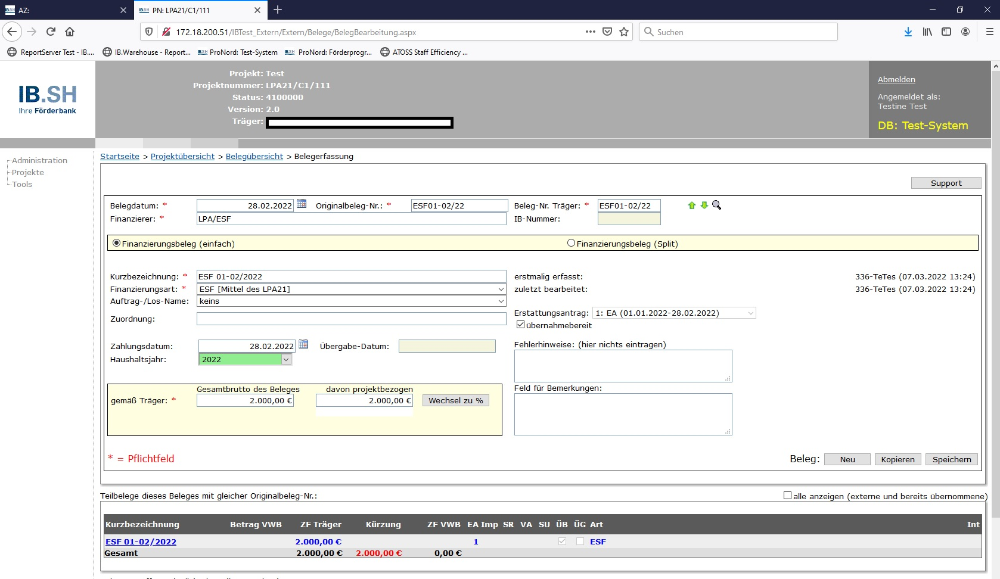 AZ:
PN: LPA21/C1/111
172.18.200.51/IBTest_Extern/Extern/Belege/BelegBearbeitung.aspx
Suchen
ReportServer Test - IB....
IB.Warehouse - Report...
ProNord: Test-System
ProNord: Förderprogr...
ATOSS Staff Efficiency ...
IB.SH
Ihre Förderbank
Projekt: Test
Projektnummer: LPA21/C1/111
Status: 4100000
Version: 2.0
Träger:
Abmelden
Angemeldet als:
Testine Test
DB: Test-System
Administration
Projekte
Tools
Startseite > Projektübersicht > Belegübersicht > Belegerfassung
Support
Belegdatum: * 28.02.2022 Originalbeleg-Nr.: * ESF01-02/22 Beleg-Nr. Träger: * ESF01-02/22
Finanzierer: * LPA/ESF IB-Nummer:
Finanzierungsbeleg (einfach) Finanzierungsbeleg (Split)
Kurzbezeichnung: * ESF 01-02/2022 erstmalig erfasst: 336-TeTes (07.03.2022 13:24)
Finanzierungsart: * ESF [Mittel des LPA21] zuletzt bearbeitet: 336-TeTes (07.03.2022 13:24)
Auftrag-/Los-Name: keins
Erstattungsantrag: 1: EA (01.01.2022-28.02.2022)
Zuordnung:
übernahmebereit
Zahlungsdatum: 28.02.2022 Übergabe-Datum: Fehlerhinweise: (hier nichts eintragen)
Haushaltsjahr: 2022
Gesamtbrutto des Beleges davon projektbezogen Feld für Bemerkungen:
gemäß Träger: * 2.000,00 € 2.000,00 € Wechsel zu %
* = Pflichtfeld Beleg: Neu Kopieren Speichern
Teilbelege dieses Beleges mit gleicher Originalbeleg-Nr.: alle anzeigen (externe und bereits übernommene)
Kurzbezeichnung Betrag VWB ZF Träger Kürzung ZF VWB EA Imp SR VA SU ÜB ÜG Art Int
ESF 01-02/2022 2.000,00 € 1 ESF
Gesamt 2.000,00 € 2.000,00 € 0,00 €